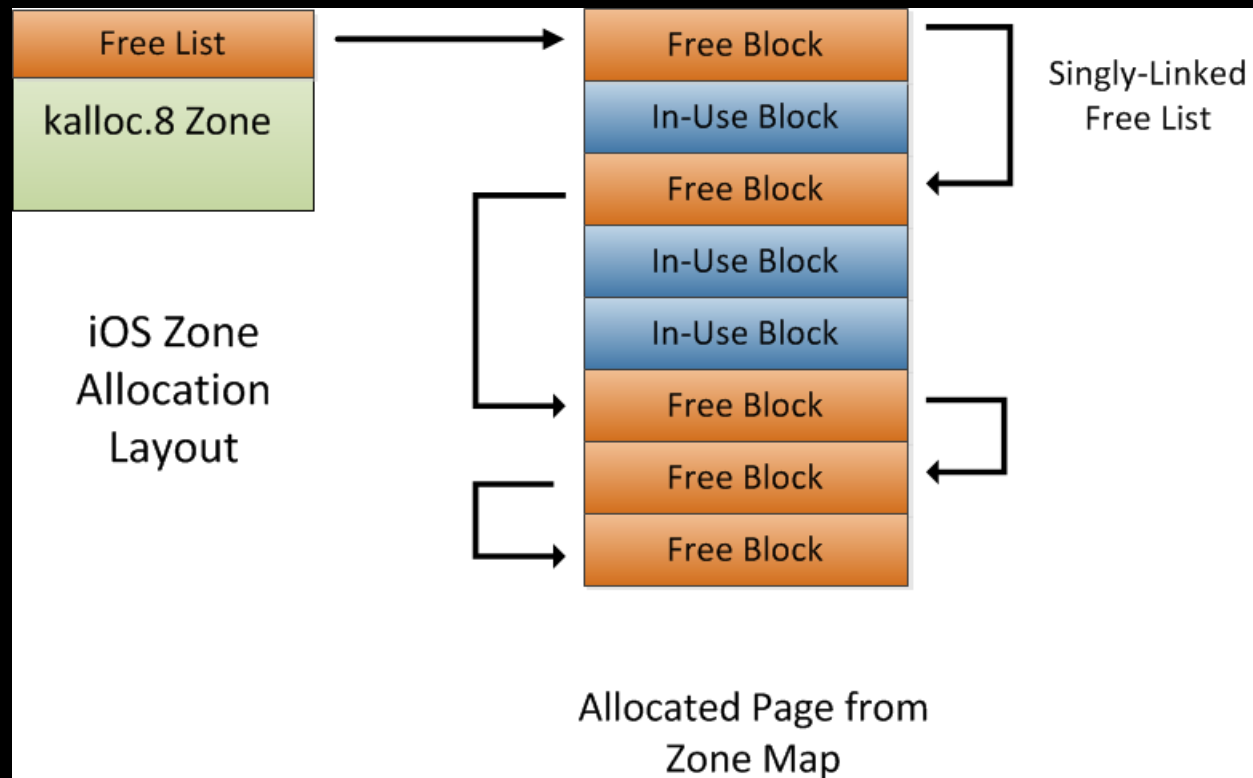 Free List
kalloc.8 Zone
iOS Zone
Allocation
Layout
Free Block
In-Use Block
Free Block
In-Use Block
In-Use Block
Free Block
Free Block
Free Block
Singly-Linked
Free List
Allocated Page from
Zone Map